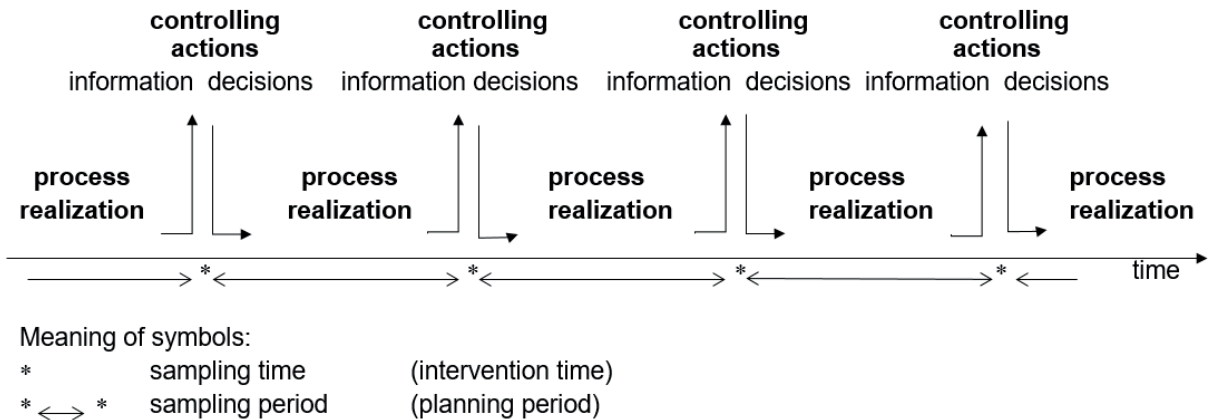 controlling controlling controlling controlling
actions actions actions actions
information decisions information decisions information decisions information decisions
process process process process process
realization realization realization realization realization
* * * * time
Meaning of symbols:
* sampling time (intervention time)
* ⟷ * sampling period (planning period)